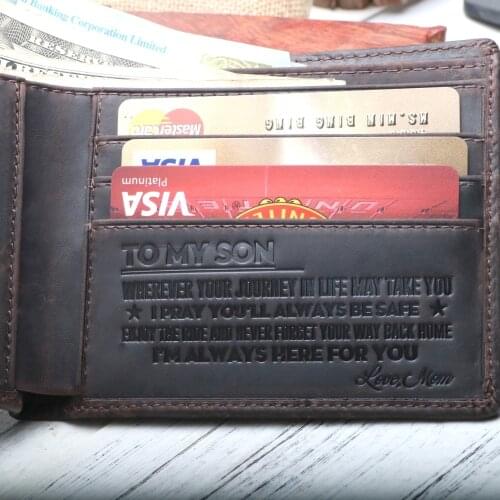 Banking Corporation Limited
MS. MIN BING BING
MasterCard
VISA
VISA
Platinum
TO MY SON
WHEREVER YOUR JOURNEY IN LIFE MAY TAKE YOU
★ I PRAY YOU'LL ALWAYS BE SAFE ★
ENJOY THE RIDE AND NEVER FORGET YOUR WAY BACK HOME
I'M ALWAYS HERE FOR YOU
Love, Mom